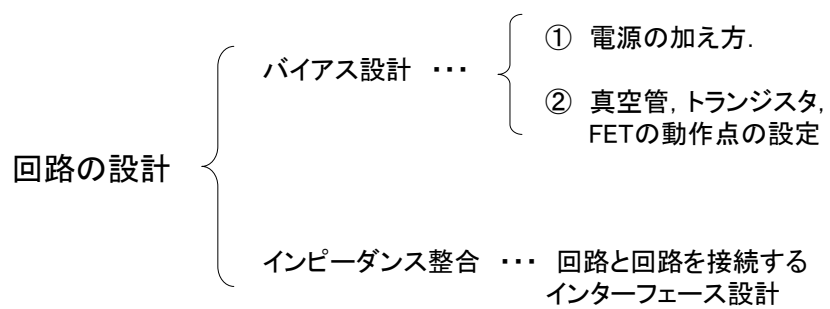 回路の設計
バイアス設計 ・・・
① 電源の加え方.
② 真空管, トランジスタ,
FETの動作点の設定
インピーダンス整合 ・・・ 回路と回路を接続する
インターフェース設計